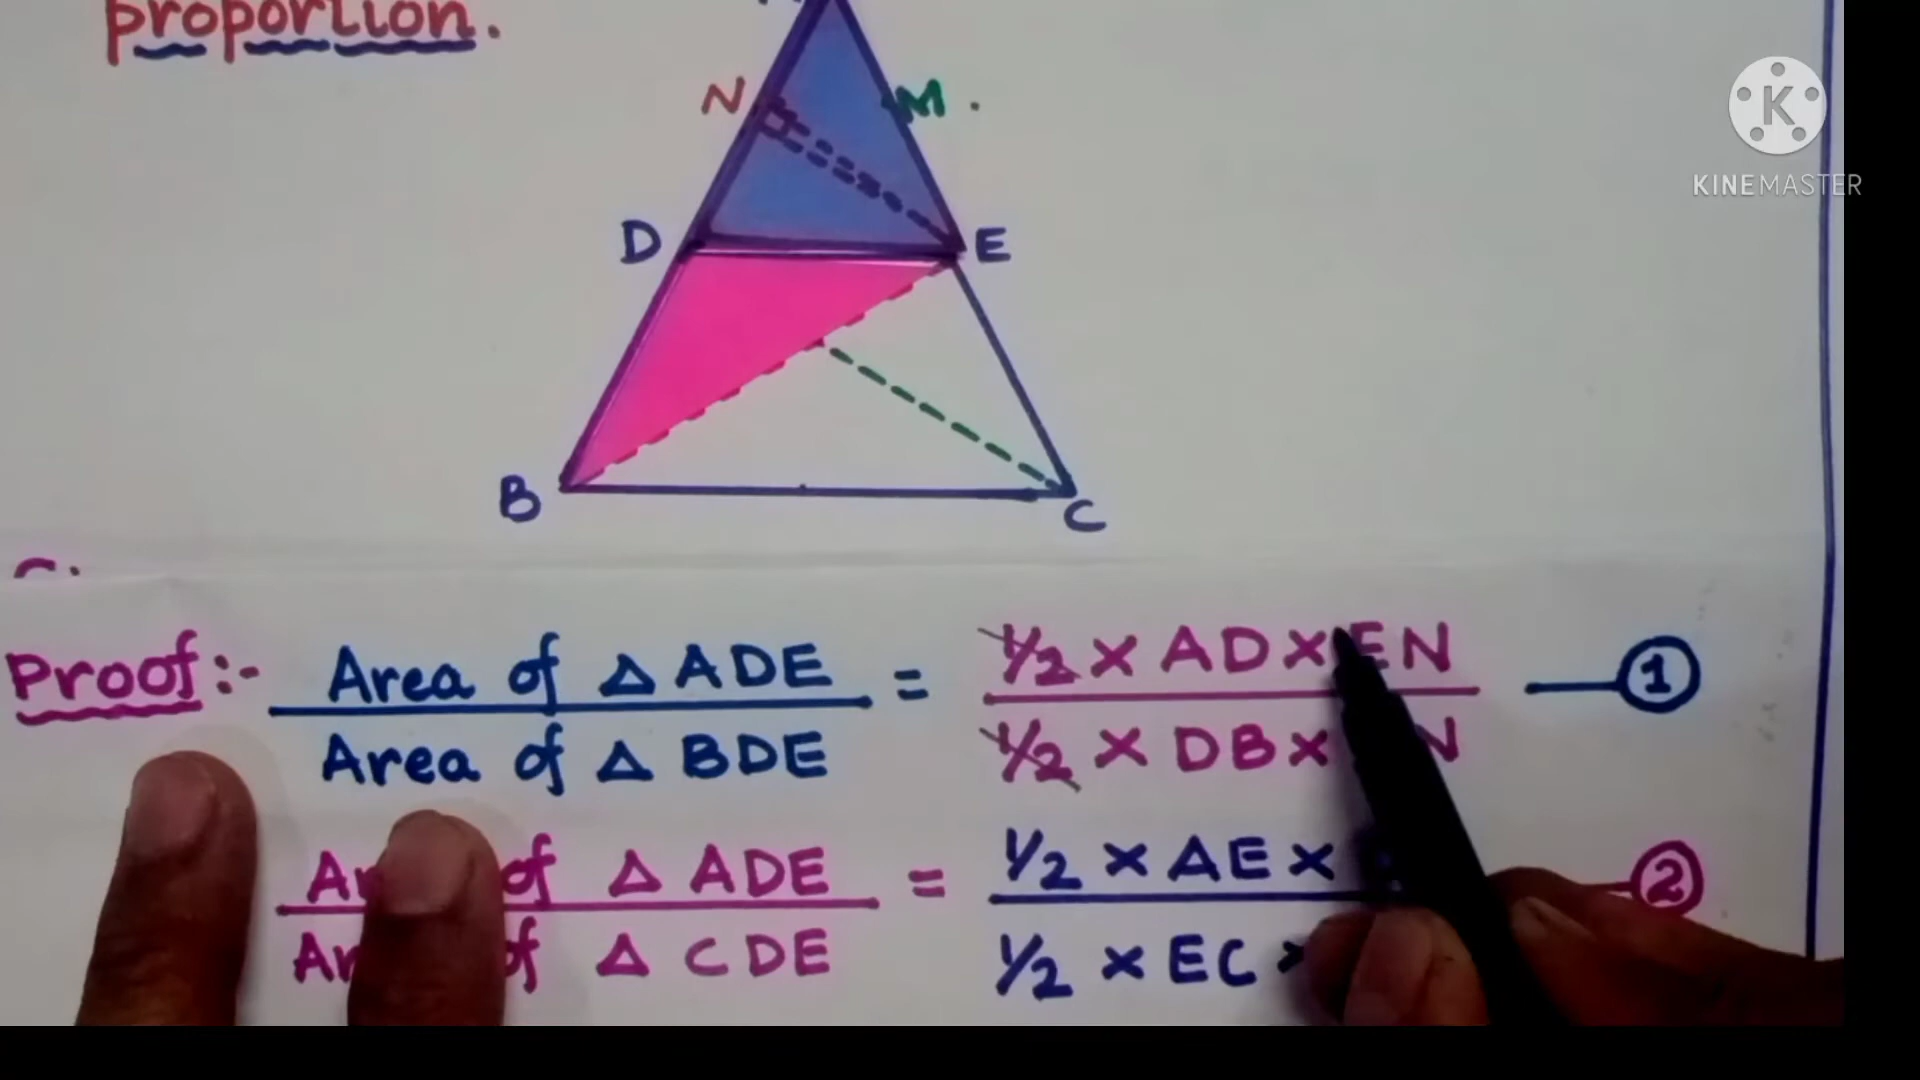 proportion.
N M.
D E
B C
Proof:- Area of △ ADE = 1/2 × AD × EN —①
Area of △ BDE 1/2 × DB × N
of △ ADE = 1/2 × AE × ②
of △ CDE 1/2 × EC
K
KINEMASTER